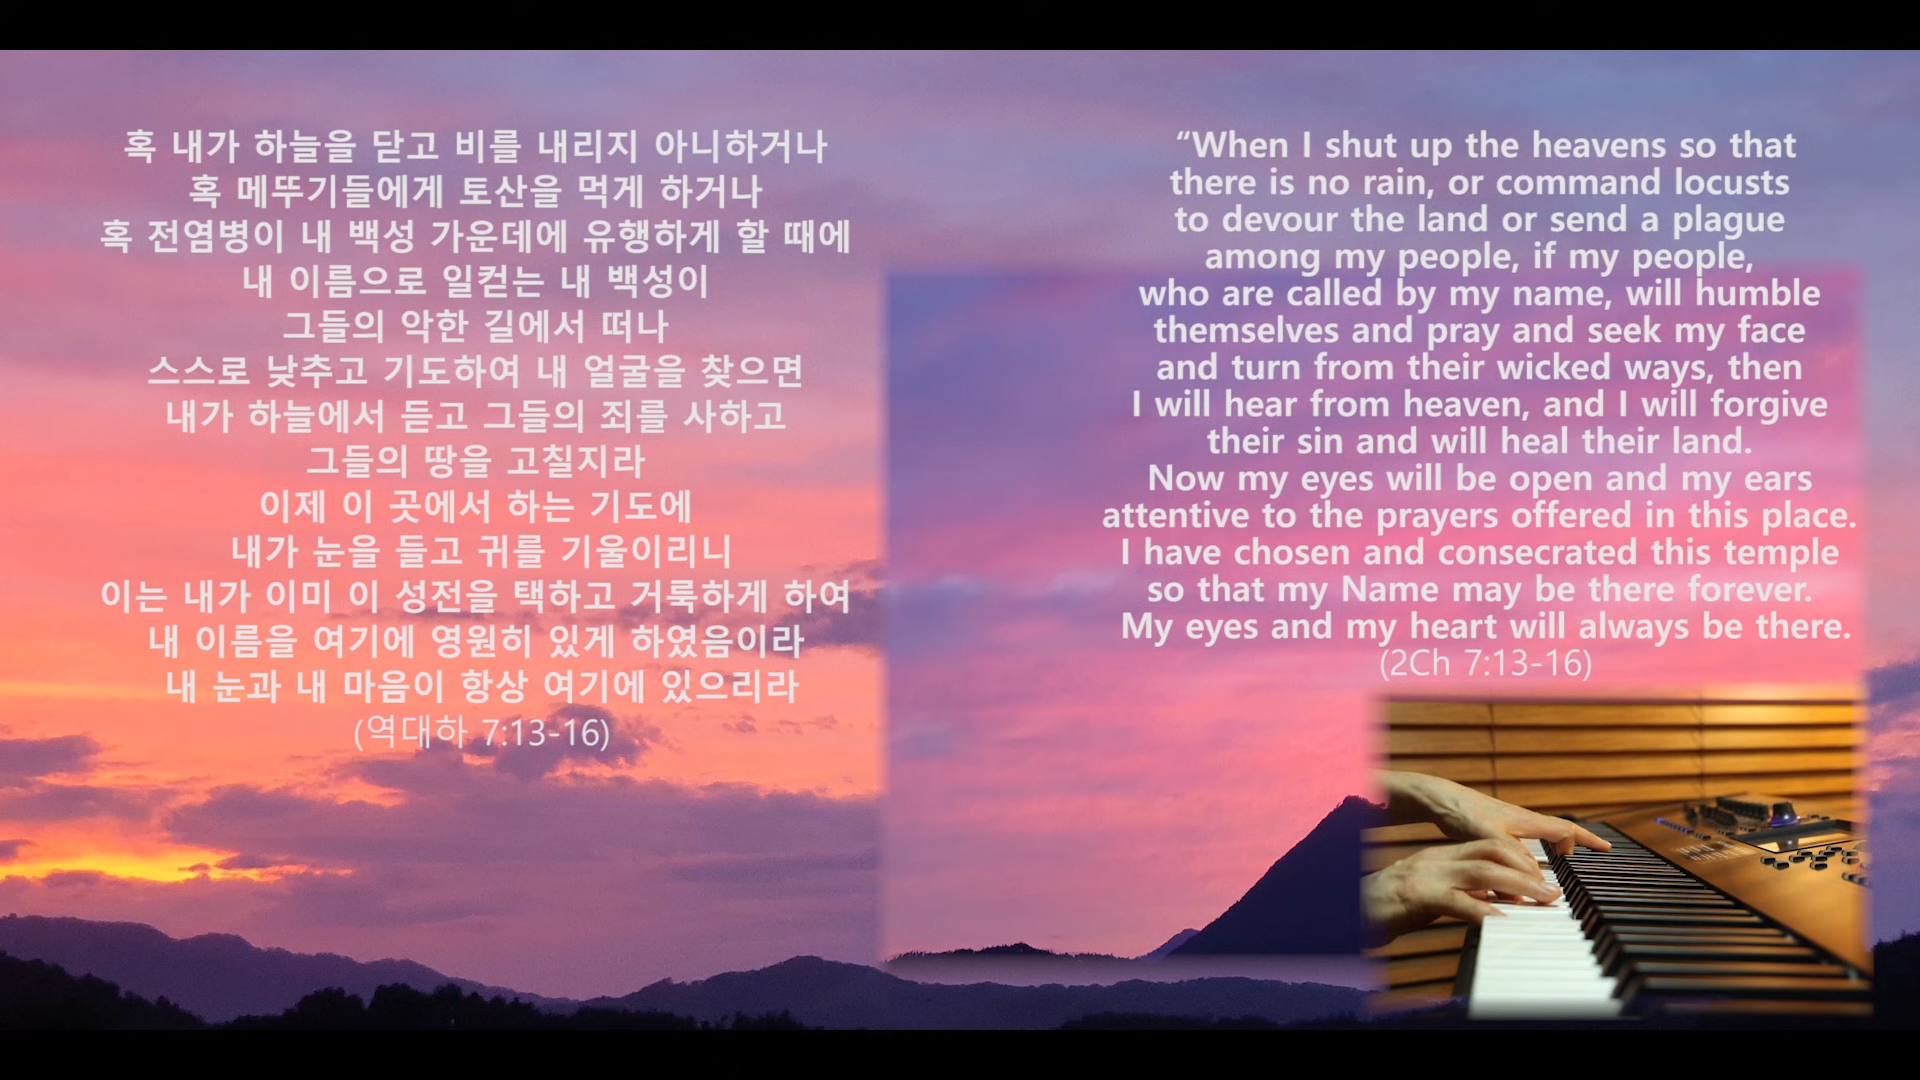 혹 내가 하늘을 닫고 비를 내리지 아니하거나
혹 메뚜기들에게 토산을 먹게 하거나
혹 전염병이 내 백성 가운데에 유행하게 할 때에
내 이름으로 일컫는 내 백성이
그들의 악한 길에서 떠나
스스로 낮추고 기도하여 내 얼굴을 찾으면
내가 하늘에서 듣고 그들의 죄를 사하고
그들의 땅을 고칠지라
이제 이 곳에서 하는 기도에
내가 눈을 들고 귀를 기울이리니
이는 내가 이미 이 성전을 택하고 거룩하게 하여
내 이름을 여기에 영원히 있게 하였음이라
내 눈과 내 마음이 항상 여기에 있으리라
(역대하 7:13-16)
“When I shut up the heavens so that
there is no rain, or command locusts
to devour the land or send a plague
among my people, if my people,
who are called by my name, will humble
themselves and pray and seek my face
and turn from their wicked ways, then
I will hear from heaven, and I will forgive
their sin and will heal their land.
Now my eyes will be open and my ears
attentive to the prayers offered in this place.
I have chosen and consecrated this temple
so that my Name may be there forever.
My eyes and my heart will always be there.
(2Ch 7:13-16)